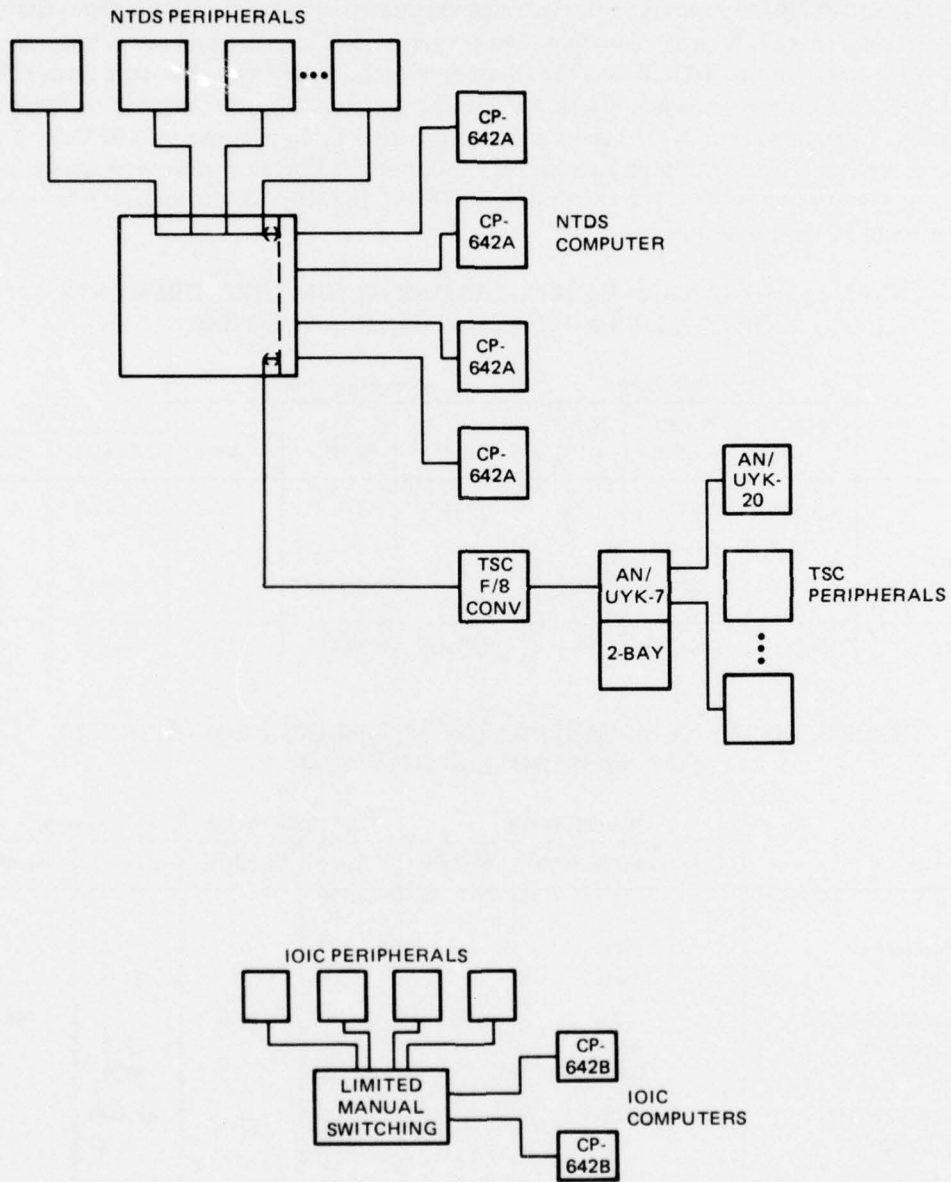 NTDS PERIPHERALS
CP-
642A
CP-
642A
NTDS
COMPUTER
CP-
642A
CP-
642A
AN/
UYK-
20
TSC
F/8
CONV
AN/
UYK-7
2-BAY
TSC
PERIPHERALS
IOIC PERIPHERALS
LIMITED
MANUAL
SWITCHING
CP-
642B
IOIC
COMPUTERS
CP-
642B